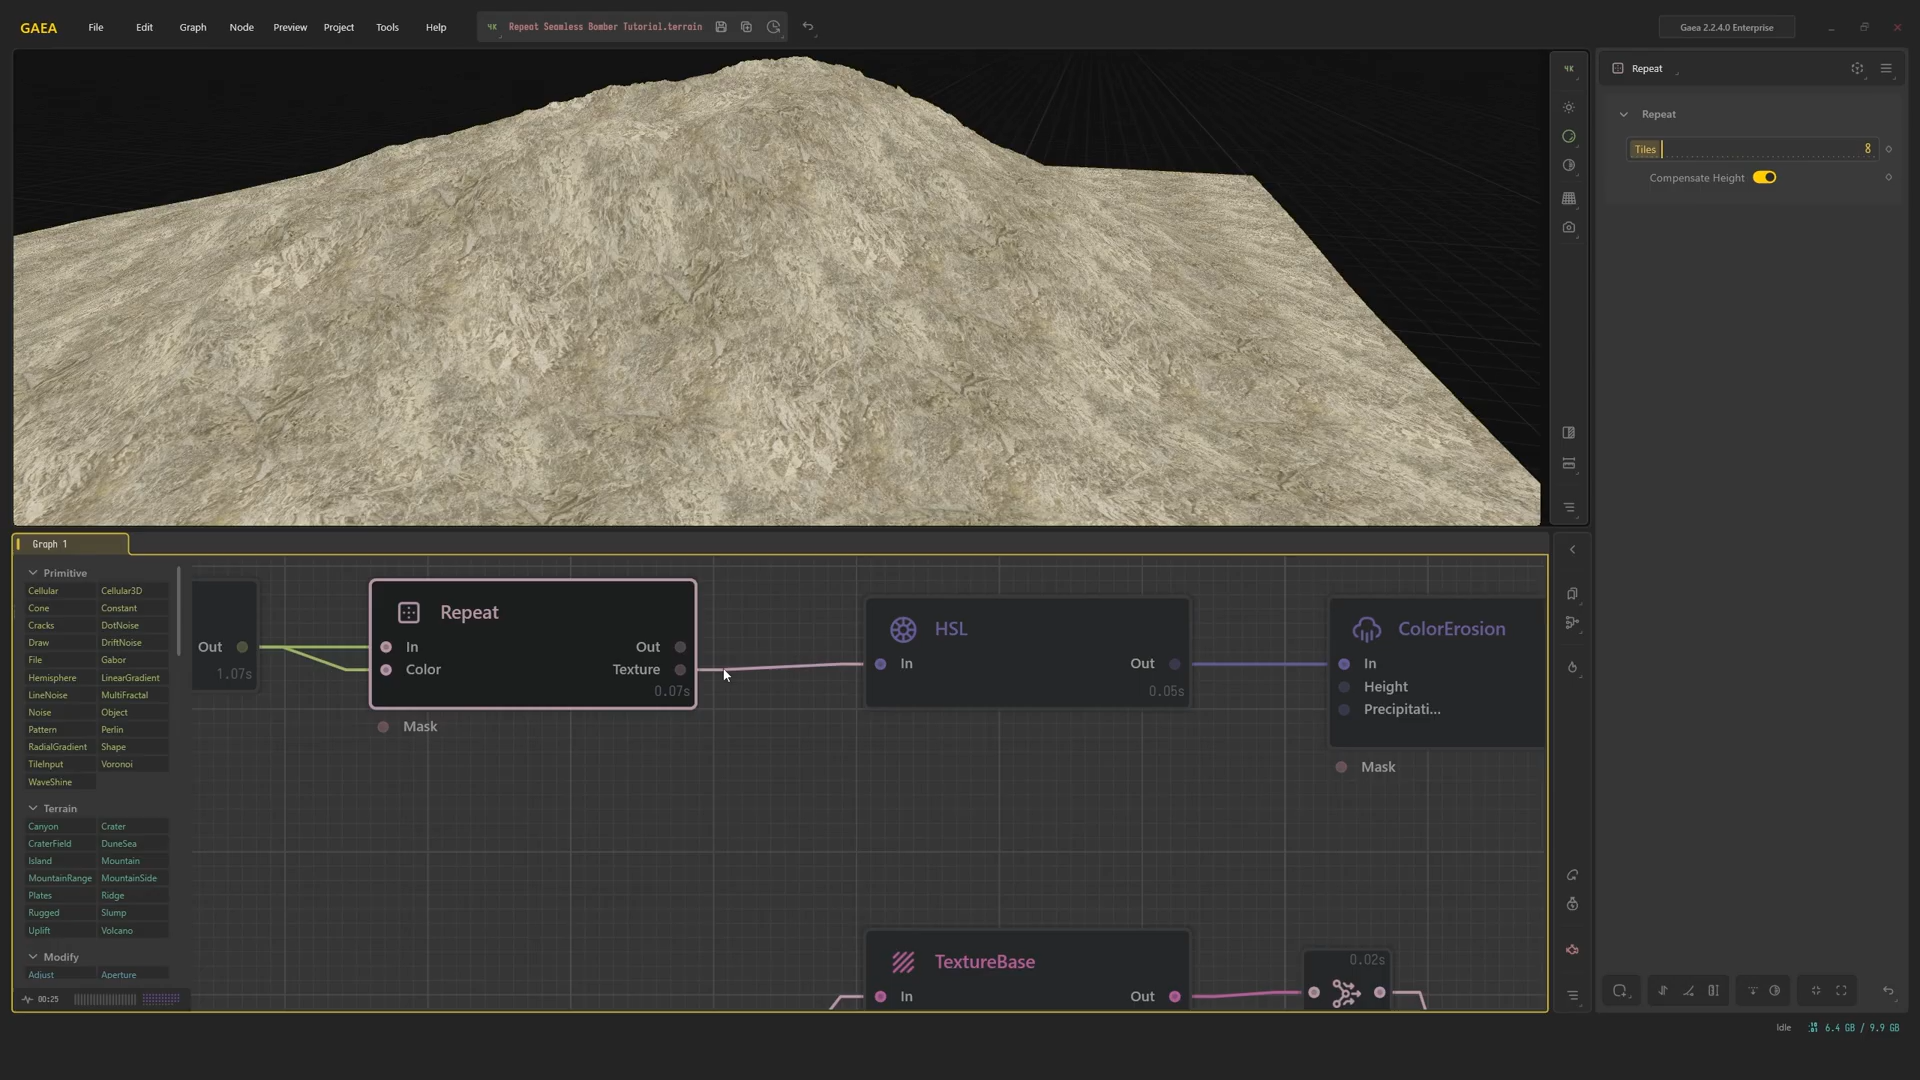 GAEA File Edit Graph Node Preview Project Tools Help 4K Repeat Seamless Bomber Tutorial.terrain Gaea 2.2.4.0 Enterprise
4K
Repeat
Repeat
Tiles 8
Compensate Height
Graph 1
Primitive
Cellular Cellular3D
Cone Constant
Cracks DotNoise
Draw DriftNoise
File Gabor
Hemisphere LinearGradient
LineNoise MultiFractal
Noise Object
Pattern Perlin
RadialGradient Shape
TileInput Voronoi
WaveShine
Terrain
Canyon Crater
CraterField DuneSea
Island Mountain
MountainRange MountainSide
Plates Ridge
Rugged Slump
Uplift Volcano
Modify
Adjust Aperture
00:25
Out
1.07s
Repeat
In Out
Color Texture
0.07s
Mask
HSL
In Out
0.05s
ColorErosion
In
Height
Precipitati...
Mask
TextureBase
In Out
0.02s
Idle 6.4 GB / 9.9 GB